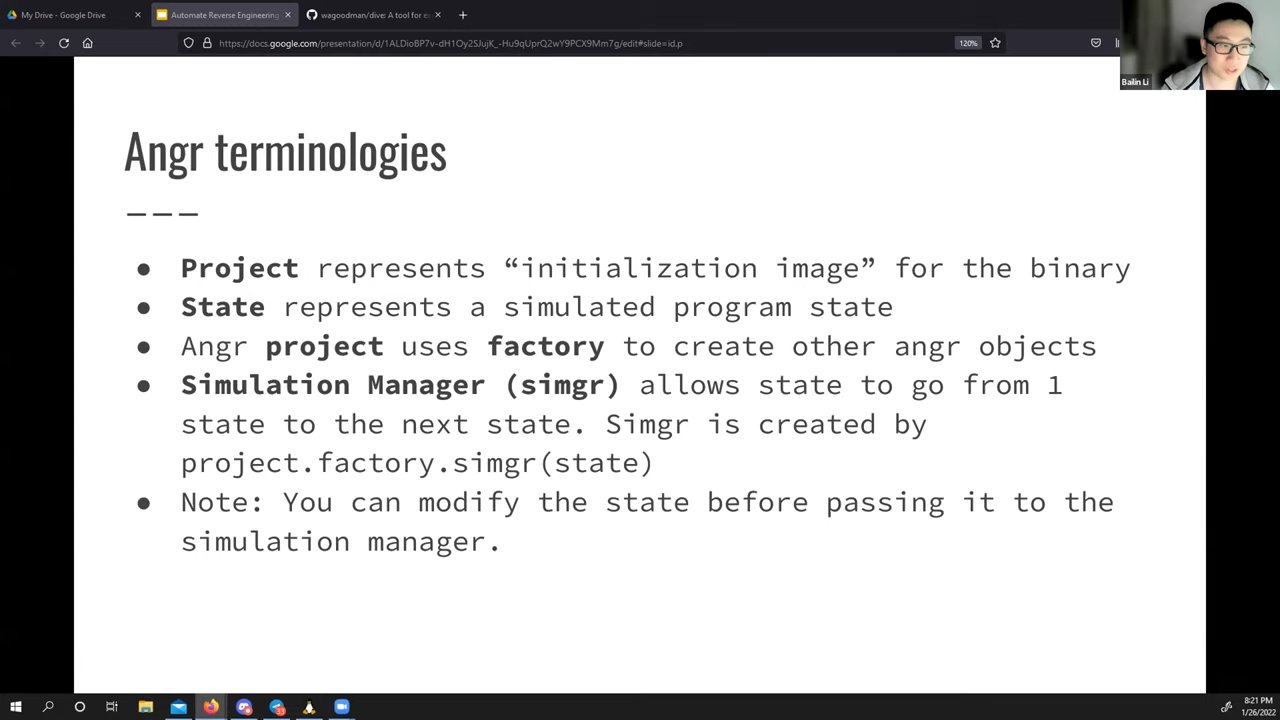 My Drive - Google Drive
Automate Reverse Engineering
wagoodman/dive: A tool for e
https://docs.google.com/presentation/d/1ALDioBP7v-dH1Oy2SJujK_-Hu9qUprQ2wY9PCX9Mm7g/edit#slide=id.p
120%
Bailin Li
Angr terminologies
---
● Project represents “initialization image” for the binary
● State represents a simulated program state
● Angr project uses factory to create other angr objects
● Simulation Manager (simgr) allows state to go from 1
state to the next state. Simgr is created by
project.factory.simgr(state)
● Note: You can modify the state before passing it to the
simulation manager.
8:21 PM
1/26/2022